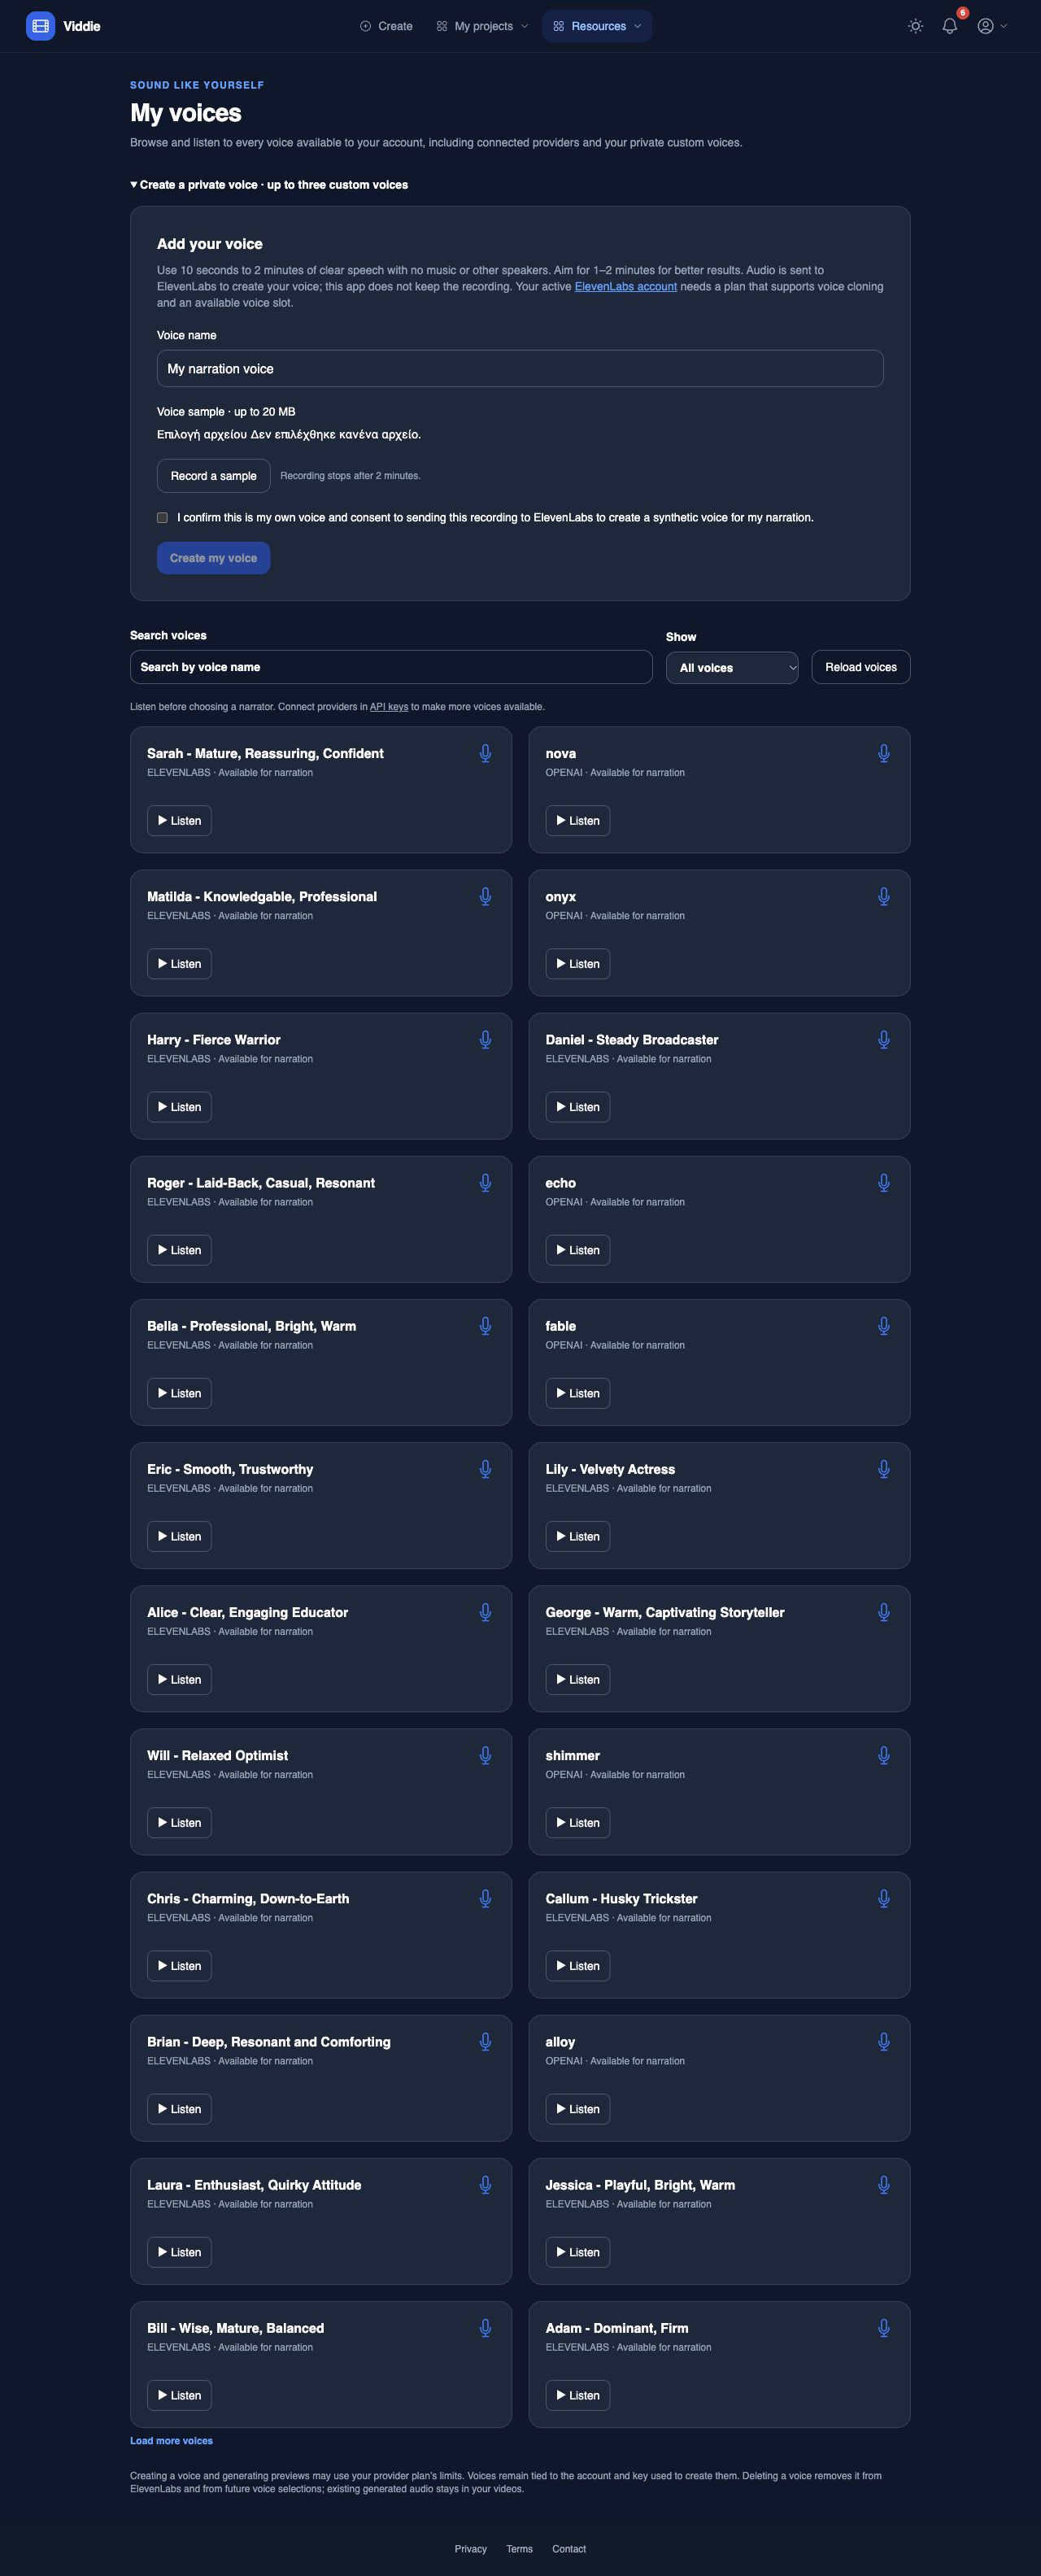 Viddie
Create
My projects
Resources
6
SOUND LIKE YOURSELF
My voices
Browse and listen to every voice available to your account, including connected providers and your private custom voices.
▼ Create a private voice · up to three custom voices
Add your voice
Use 10 seconds to 2 minutes of clear speech with no music or other speakers. Aim for 1–2 minutes for better results. Audio is sent to
ElevenLabs to create your voice; this app does not keep the recording. Your active ElevenLabs account needs a plan that supports voice cloning
and an available voice slot.
Voice name
My narration voice
Voice sample · up to 20 MB
Επιλογή αρχείου Δεν επιλέχθηκε κανένα αρχείο.
Record a sample
Recording stops after 2 minutes.
I confirm this is my own voice and consent to sending this recording to ElevenLabs to create a synthetic voice for my narration.
Create my voice
Search voices
Show
Search by voice name
All voices
Reload voices
Listen before choosing a narrator. Connect providers in API keys to make more voices available.
Sarah - Mature, Reassuring, Confident
ELEVENLABS · Available for narration
▶ Listen
nova
OPENAI · Available for narration
▶ Listen
Matilda - Knowledgable, Professional
ELEVENLABS · Available for narration
▶ Listen
onyx
OPENAI · Available for narration
▶ Listen
Harry - Fierce Warrior
ELEVENLABS · Available for narration
▶ Listen
Daniel - Steady Broadcaster
ELEVENLABS · Available for narration
▶ Listen
Roger - Laid-Back, Casual, Resonant
ELEVENLABS · Available for narration
▶ Listen
echo
OPENAI · Available for narration
▶ Listen
Bella - Professional, Bright, Warm
ELEVENLABS · Available for narration
▶ Listen
fable
OPENAI · Available for narration
▶ Listen
Eric - Smooth, Trustworthy
ELEVENLABS · Available for narration
▶ Listen
Lily - Velvety Actress
ELEVENLABS · Available for narration
▶ Listen
Alice - Clear, Engaging Educator
ELEVENLABS · Available for narration
▶ Listen
George - Warm, Captivating Storyteller
ELEVENLABS · Available for narration
▶ Listen
Will - Relaxed Optimist
ELEVENLABS · Available for narration
▶ Listen
shimmer
OPENAI · Available for narration
▶ Listen
Chris - Charming, Down-to-Earth
ELEVENLABS · Available for narration
▶ Listen
Callum - Husky Trickster
ELEVENLABS · Available for narration
▶ Listen
Brian - Deep, Resonant and Comforting
ELEVENLABS · Available for narration
▶ Listen
alloy
OPENAI · Available for narration
▶ Listen
Laura - Enthusiast, Quirky Attitude
ELEVENLABS · Available for narration
▶ Listen
Jessica - Playful, Bright, Warm
ELEVENLABS · Available for narration
▶ Listen
Bill - Wise, Mature, Balanced
ELEVENLABS · Available for narration
▶ Listen
Adam - Dominant, Firm
ELEVENLABS · Available for narration
▶ Listen
Load more voices
Creating a voice and generating previews may use your provider plan's limits. Voices remain tied to the account and key used to create them. Deleting a voice removes it from
ElevenLabs and from future voice selections; existing generated audio stays in your videos.
Privacy
Terms
Contact